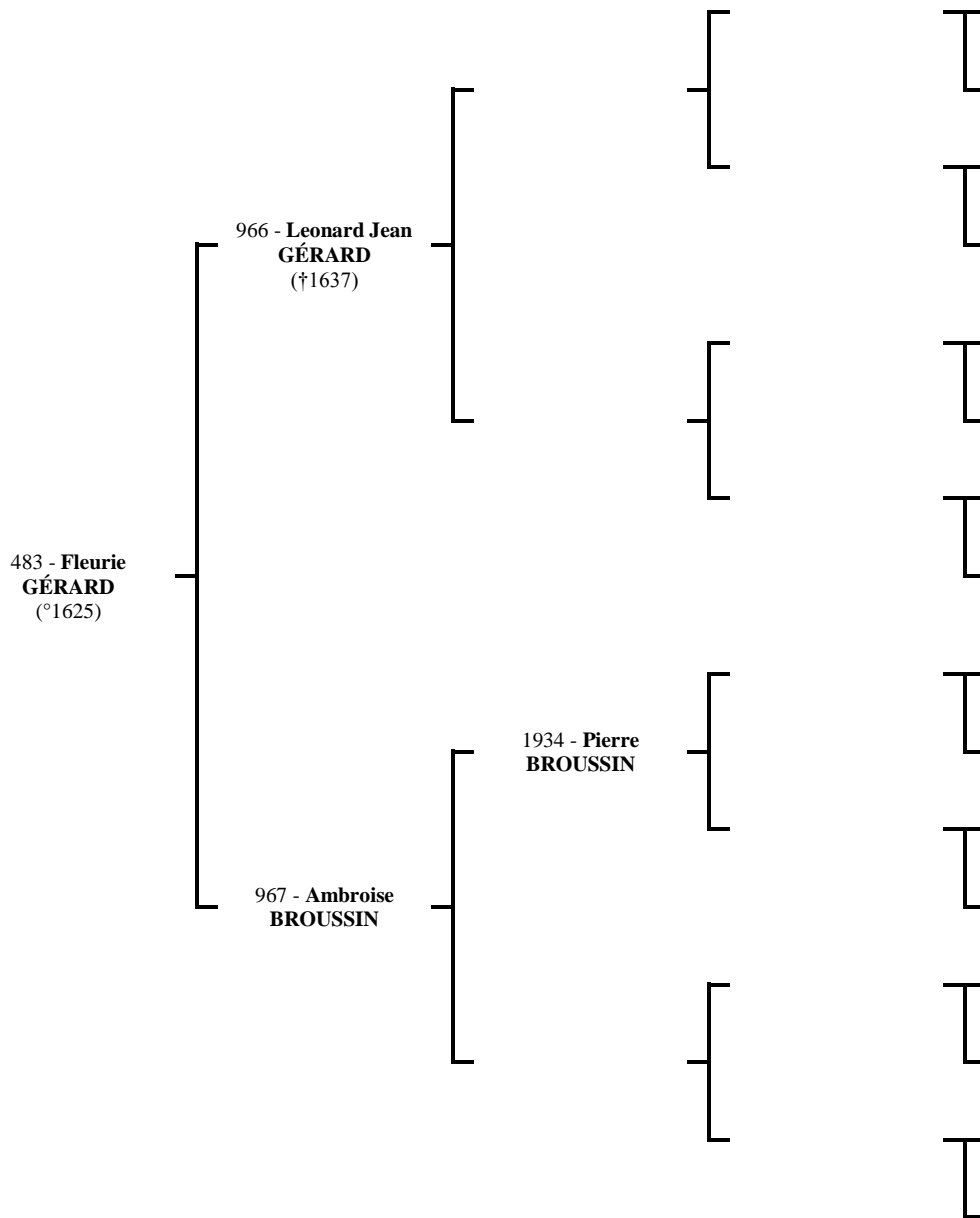 966 - Leonard Jean
GÉRARD
(†1637)
483 - Fleurie
GÉRARD
(°1625)
1934 - Pierre
BROUSSIN
967 - Ambroise
BROUSSIN